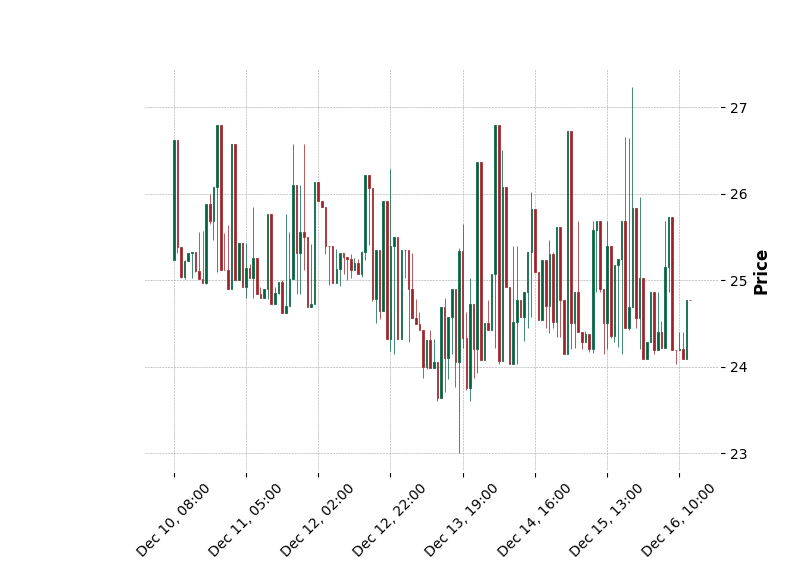 27
26
25
24
23
Price
Dec 10, 08:00
Dec 11, 05:00
Dec 12, 02:00
Dec 12, 22:00
Dec 13, 19:00
Dec 14, 16:00
Dec 15, 13:00
Dec 16, 10:00